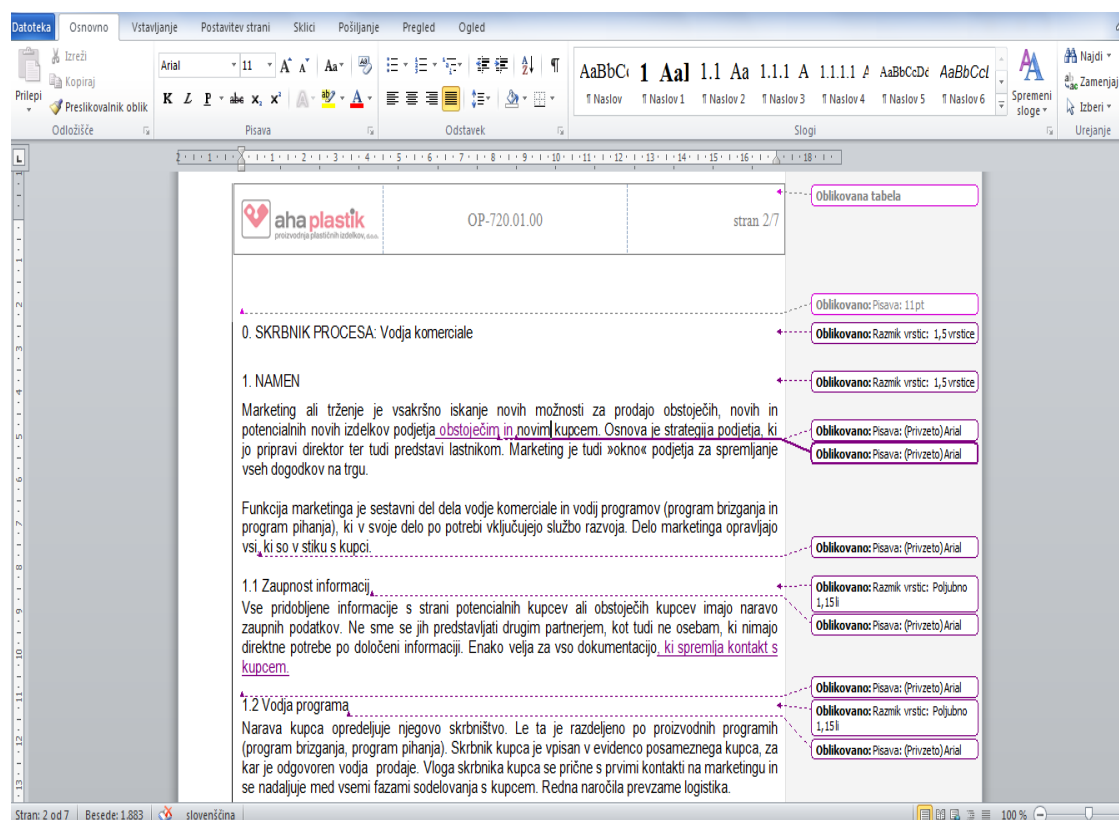 Datoteka Osnovno Vstavljanje Postavitev strani Sklici Pošiljanje Pregled Ogled
Izreži
Kopiraj
Preslikovalnik oblik
Prilepi
Odložišče
Arial 11
K L P abc x₂ x²
Pisava
Odstavek
AaBbCc 1 AaI 1.1 Aa 1.1.1 A 1.1.1.1 A AaBbCcDc AaBbCcI
¶ Naslov ¶ Naslov 1 ¶ Naslov 2 ¶ Naslov 3 ¶ Naslov 4 ¶ Naslov 5 ¶ Naslov 6
Slogi
Spremeni
sloge
Najdi
Zamenjaj
Izberi
Urejanje
aha plastik
proizvodnja plastičnih izdelkov, d.o.o.
OP-720.01.00
stran 2/7
Oblikovana tabela
Oblikovano: Pisava: 11 pt
0. SKRBNIK PROCESA: Vodja komerciale
Oblikovano: Razmik vrstic: 1,5 vrstice
1. NAMEN
Oblikovano: Razmik vrstic: 1,5 vrstice
Marketing ali trženje je vsakršno iskanje novih možnosti za prodajo obstoječih, novih in
potencialnih novih izdelkov podjetja obstoječim in novim kupcem. Osnova je strategija podjetja, ki
jo pripravi direktor ter tudi predstavi lastnikom. Marketing je tudi »okno« podjetja za spremljanje
vseh dogodkov na trgu.
Oblikovano: Pisava: (Privzeto) Arial
Oblikovano: Pisava: (Privzeto) Arial
Funkcija marketinga je sestavni del dela vodje komerciale in vodij programov (program brizganja in
program pihanja), ki v svoje delo po potrebi vključujejo službo razvoja. Delo marketinga opravljajo
vsi, ki so v stiku s kupci.
Oblikovano: Pisava: (Privzeto) Arial
1.1 Zaupnost informacij
Oblikovano: Razmik vrstic: Poljubno
1,15 li
Oblikovano: Pisava: (Privzeto) Arial
Vse pridobljene informacije s strani potencialnih kupcev ali obstoječih kupcev imajo naravo
zaupnih podatkov. Ne sme se jih predstavljati drugim partnerjem, kot tudi ne osebam, ki nimajo
direktne potrebe po določeni informaciji. Enako velja za vso dokumentacijo, ki spremlja kontakt s
kupcem.
Oblikovano: Pisava: (Privzeto) Arial
1.2 Vodja programa
Oblikovano: Razmik vrstic: Poljubno
1,15 li
Oblikovano: Pisava: (Privzeto) Arial
Narava kupca opredeljuje njegovo skrbništvo. Le ta je razdeljeno po proizvodnih programih
(program brizganja, program pihanja). Skrbnik kupca je vpisan v evidenco posameznega kupca, za
kar je odgovoren vodja prodaje. Vloga skrbnika kupca se prične s prvimi kontakti na marketingu in
se nadaljuje med vsemi fazami sodelovanja s kupcem. Redna naročila prevzame logistika.
Stran: 2 od 7 Besede: 1.883 slovenščina 100 %